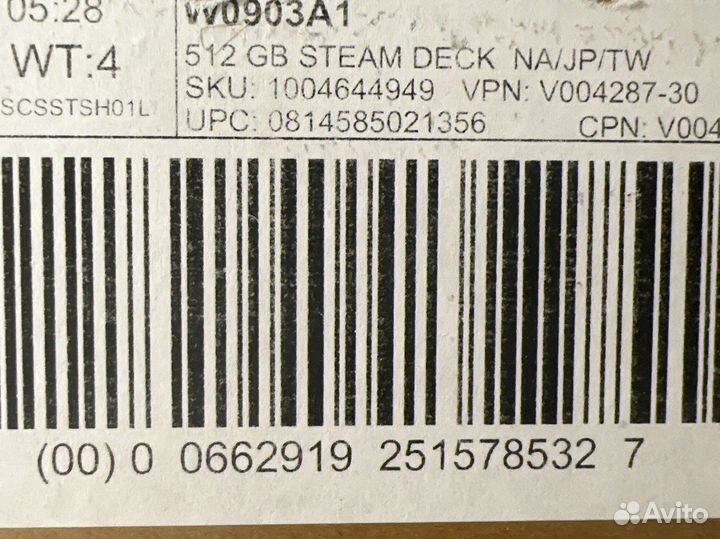 05:28
W0903A1
WT:4
512 GB STEAM DECK NA/JP/TW
SCSSTSH01L
SKU: 1004644949 VPN: V004287-30
UPC: 0814585021356 CPN: V004
(00) 0 0662919 251578532 7
Avito